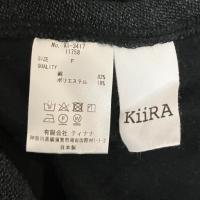 No. KI-3417
11758
SIZE F
QUALITY
綿 82%
ポリエステル 18%
有限会社 ティナナ
日本製
KiiRA